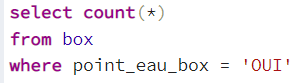 select count(*)
from box
where point_eau_box = 'OUI'